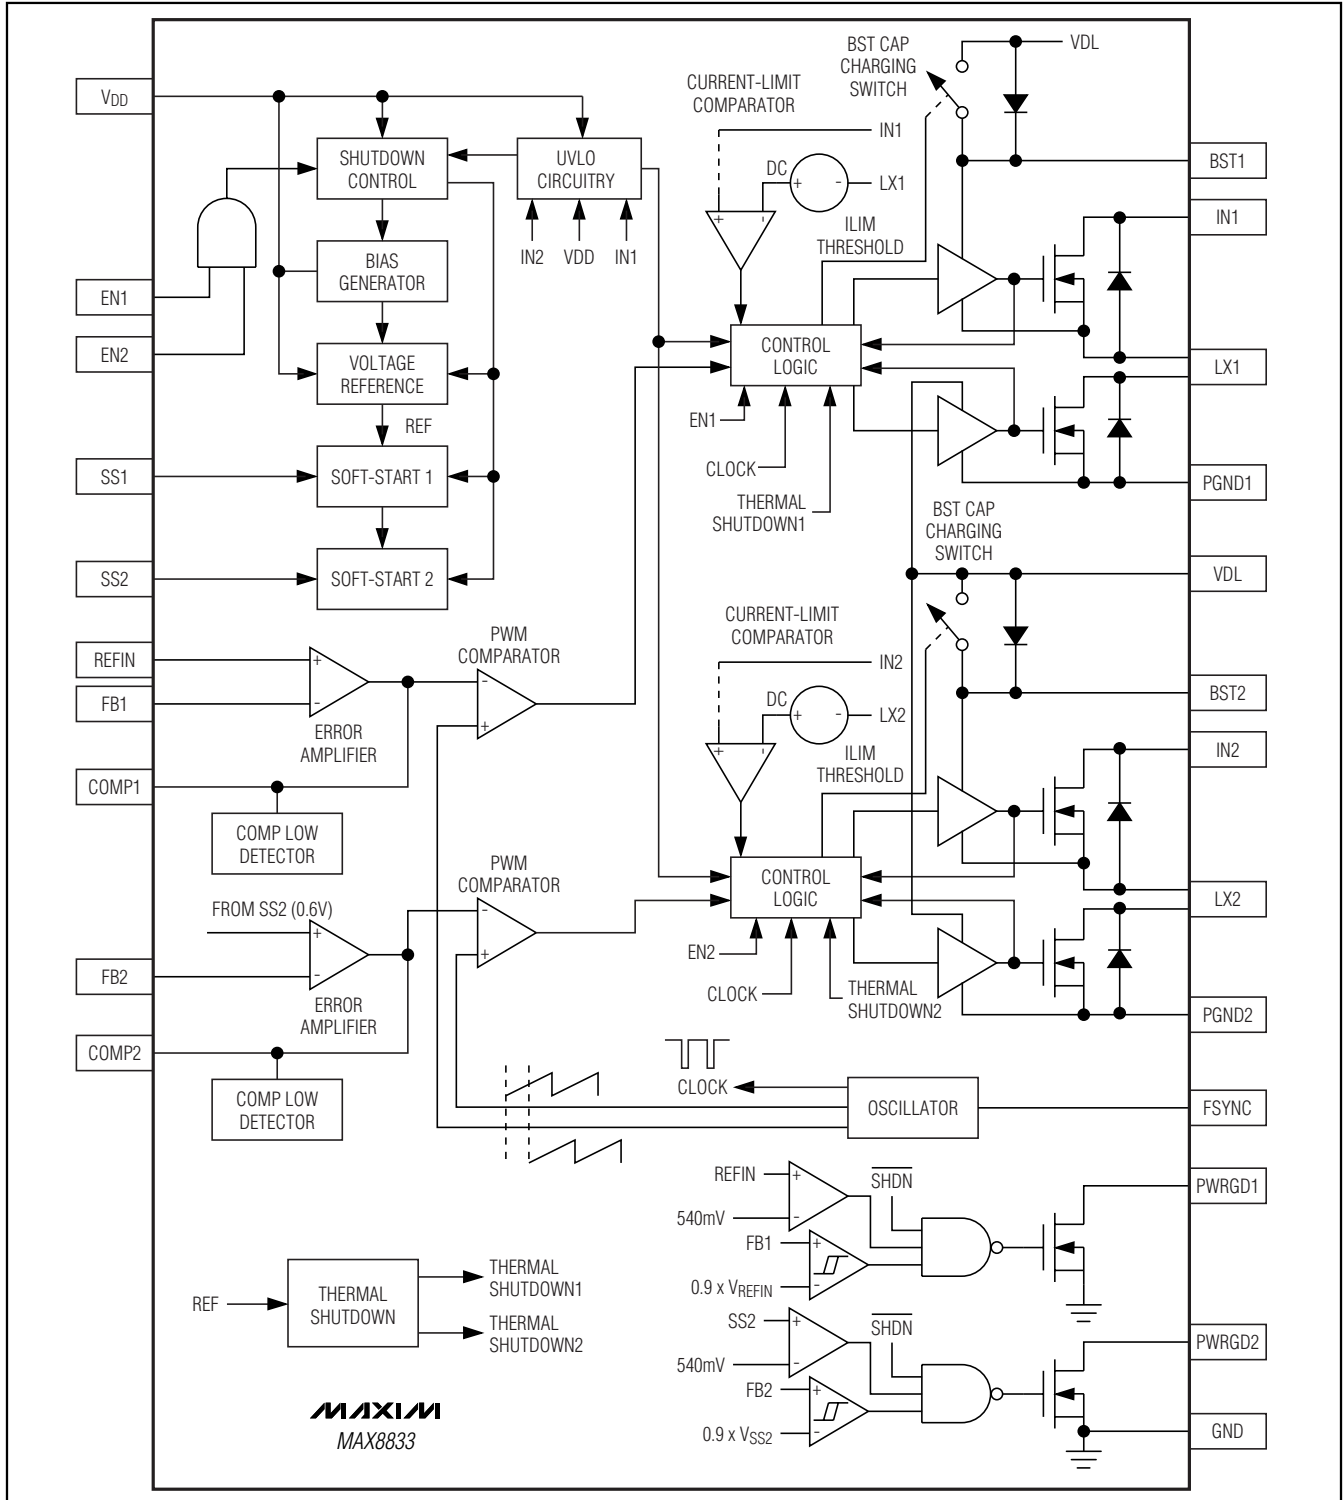 VDD
EN1
EN2
SS1
SS2
REFIN
FB1
COMP1
FB2
COMP2
SHUTDOWN
CONTROL
UVLO
CIRCUITRY
IN2
VDD
IN1
BIAS
GENERATOR
VOLTAGE
REFERENCE
REF
SOFT-START 1
SOFT-START 2
+
-
ERROR
AMPLIFIER
PWM
COMPARATOR
-
+
COMP LOW
DETECTOR
FROM SS2 (0.6V)
+
-
ERROR
AMPLIFIER
PWM
COMPARATOR
-
+
COMP LOW
DETECTOR
CURRENT-LIMIT
COMPARATOR
IN1
DC
+
-
LX1
+
-
ILIM
THRESHOLD
BST CAP
CHARGING
SWITCH
VDL
CONTROL
LOGIC
EN1
CLOCK
THERMAL
SHUTDOWN1
BST CAP
CHARGING
SWITCH
CURRENT-LIMIT
COMPARATOR
IN2
DC
+
-
LX2
+
-
ILIM
THRESHOLD
CONTROL
LOGIC
EN2
CLOCK
THERMAL
SHUTDOWN2
CLOCK
OSCILLATOR
REFIN
+
540mV
-
SHDN
FB1
+
0.9 x VREFIN
-
SS2
+
540mV
-
SHDN
FB2
+
0.9 x VSS2
-
REF
THERMAL
SHUTDOWN
THERMAL
SHUTDOWN1
THERMAL
SHUTDOWN2
MAXIM
MAX8833
BST1
IN1
LX1
PGND1
VDL
BST2
IN2
LX2
PGND2
FSYNC
PWRGD1
PWRGD2
GND